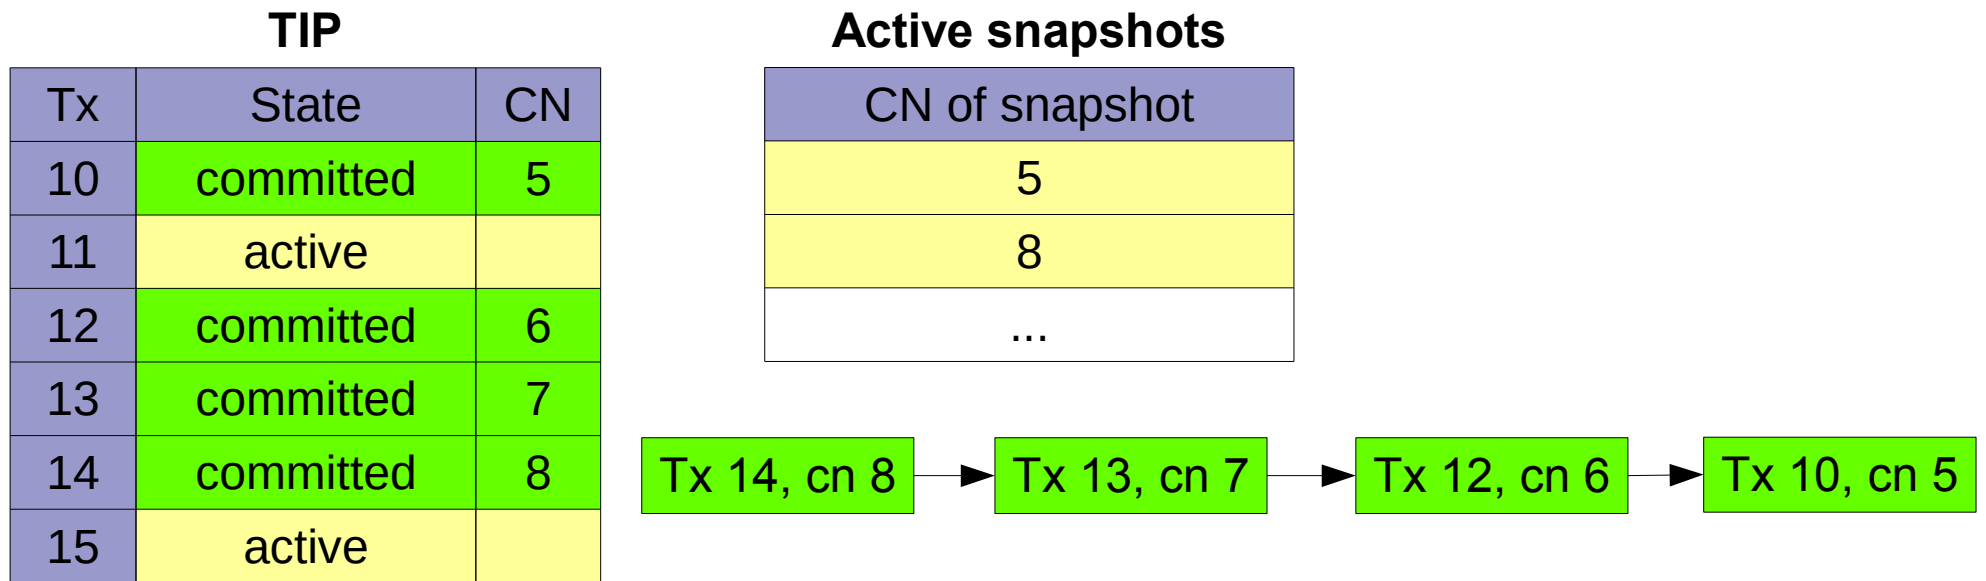 TIP
Tx State CN
10 committed 5
11 active
12 committed 6
13 committed 7
14 committed 8
15 active
Active snapshots
CN of snapshot
5
8
...
Tx 14, cn 8 Tx 13, cn 7 Tx 12, cn 6 Tx 10, cn 5